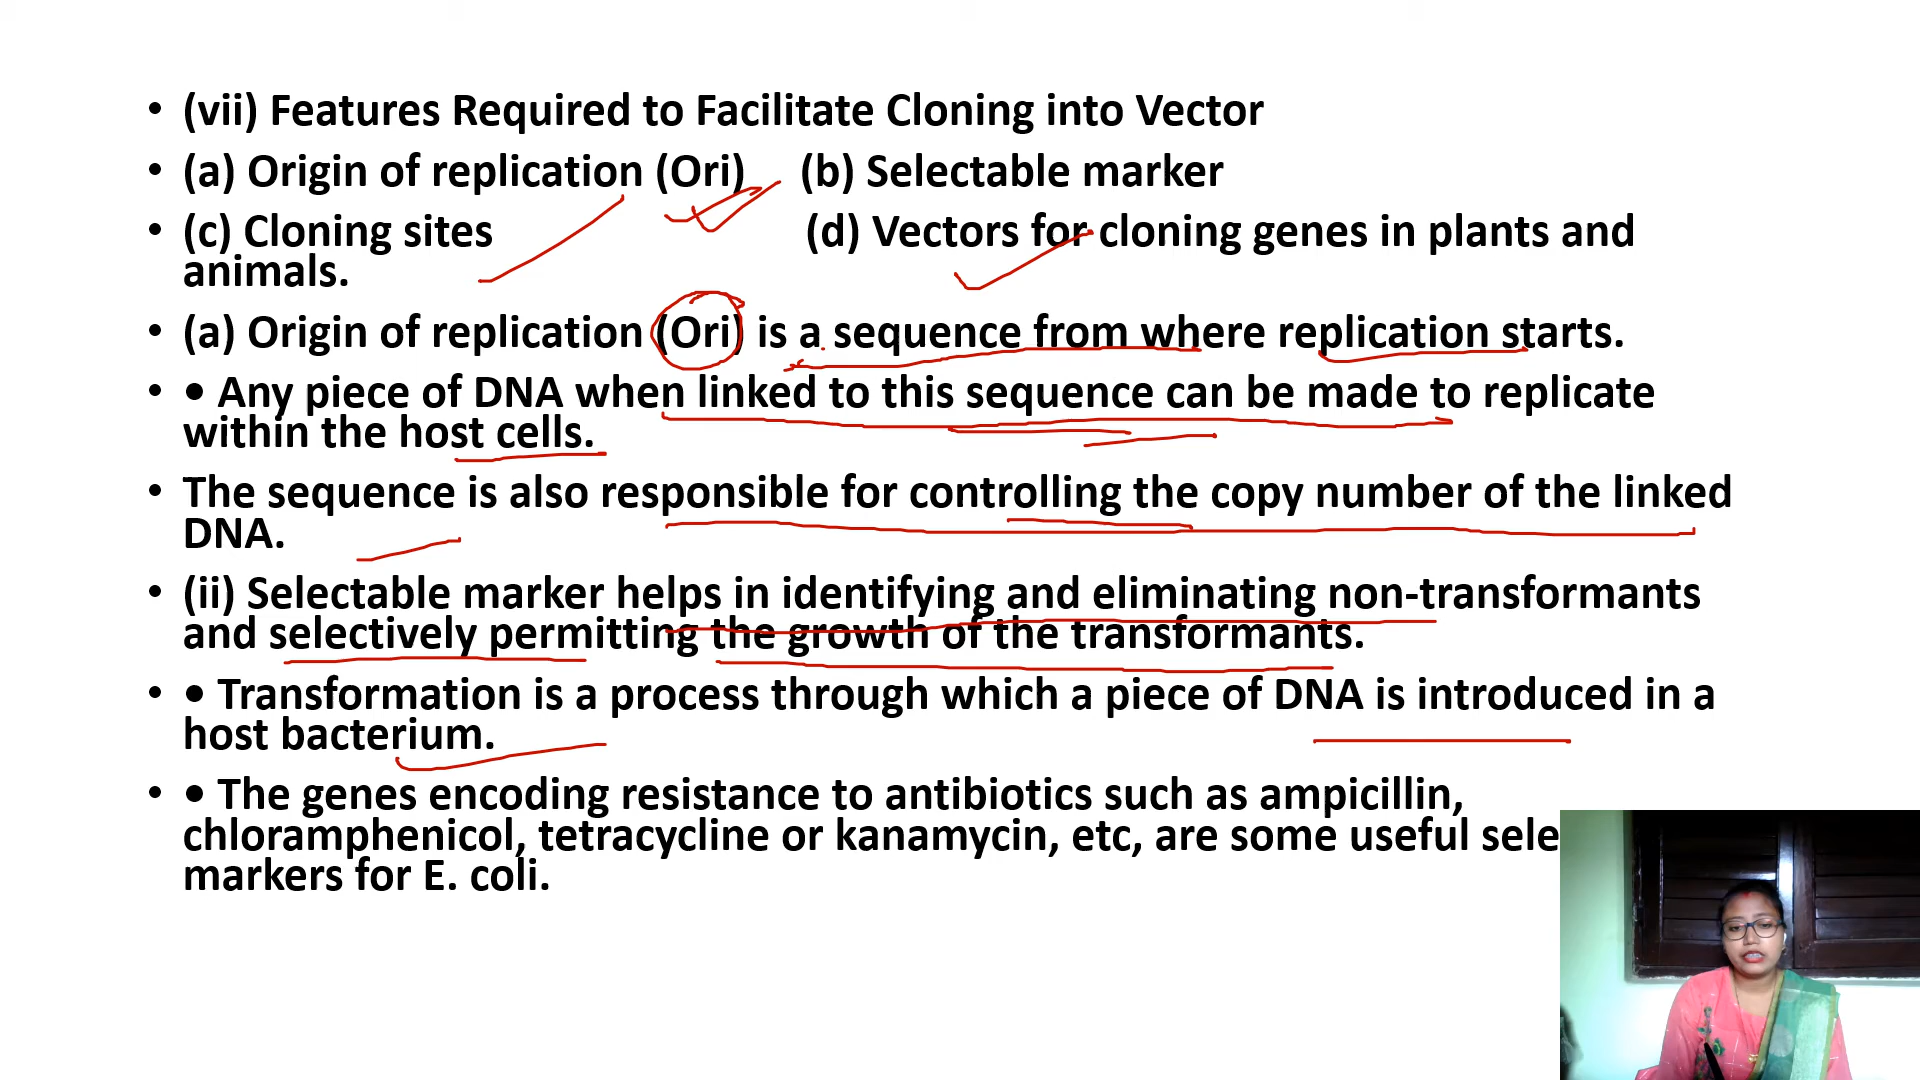 • (vii) Features Required to Facilitate Cloning into Vector
• (a) Origin of replication (Ori) (b) Selectable marker
• (c) Cloning sites (d) Vectors for cloning genes in plants and
animals.
• (a) Origin of replication (Ori) is a sequence from where replication starts.
• • Any piece of DNA when linked to this sequence can be made to replicate
within the host cells.
• The sequence is also responsible for controlling the copy number of the linked
DNA.
• (ii) Selectable marker helps in identifying and eliminating non-transformants
and selectively permitting the growth of the transformants.
• • Transformation is a process through which a piece of DNA is introduced in a
host bacterium.
• • The genes encoding resistance to antibiotics such as ampicillin,
chloramphenicol, tetracycline or kanamycin, etc, are some useful
markers for E. coli.